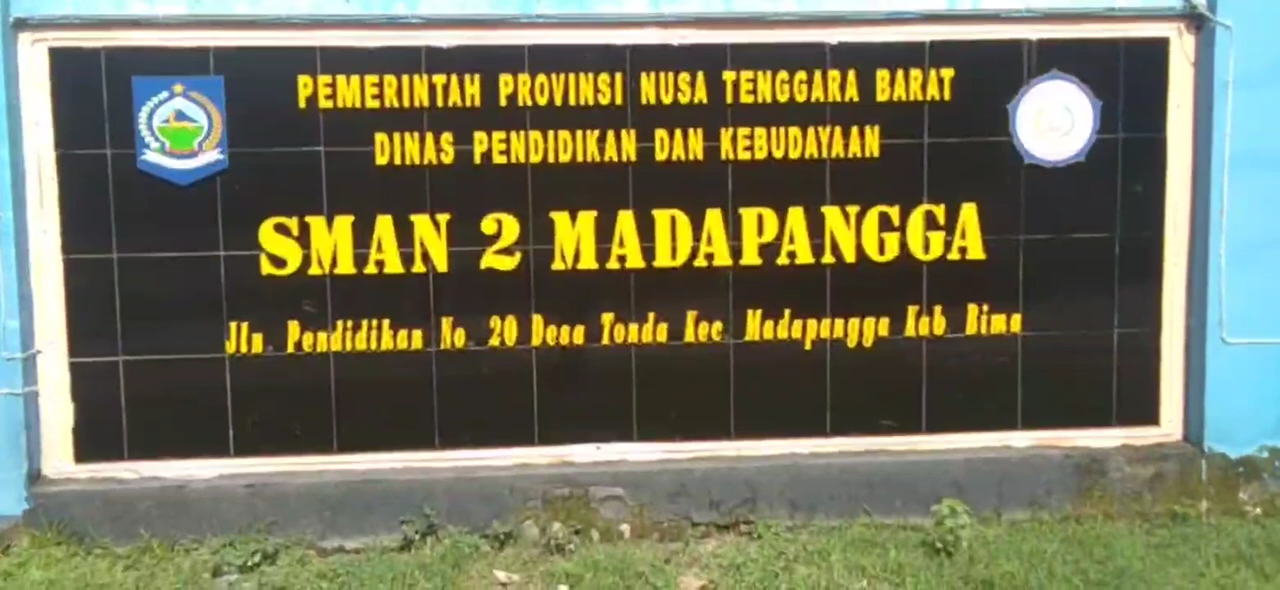 PEMERINTAH PROVINSI NUSA TENGGARA BARAT
DINAS PENDIDIKAN DAN KEBUDAYAAN
SMAN 2 MADAPANGGA
Jln. Pendidikan No. 20 Desa Tonda Kec. Madapangga Kab. Bima